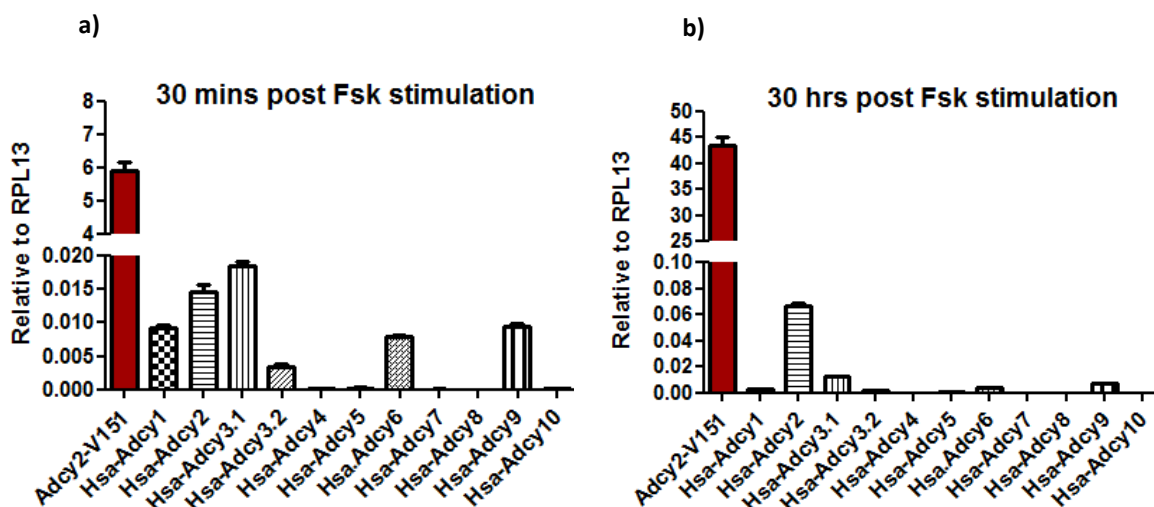 a)
30 mins post Fsk stimulation
Relative to RPL13
8
7
6
5
4
0.020
0.015
0.010
0.005
0.000
Adcy2-V151
Hsa-Adcy1
Hsa-Adcy2
Hsa-Adcy3.1
Hsa-Adcy3.2
Hsa-Adcy4
Hsa-Adcy5
Hsa.Adcy6
Hsa-Adcy7
Hsa-Adcy8
Hsa-Adcy9
Hsa-Adcy10
b)
30 hrs post Fsk stimulation
Relative to RPL13
50
45
40
35
30
25
0.10
0.08
0.06
0.04
0.02
0.00
Adcy2-V151
Hsa-Adcy1
Hsa-Adcy2
Hsa-Adcy3.1
Hsa-Adcy3.2
Hsa-Adcy4
Hsa-Adcy5
Hsa.Adcy6
Hsa-Adcy7
Hsa-Adcy8
Hsa-Adcy9
Hsa-Adcy10